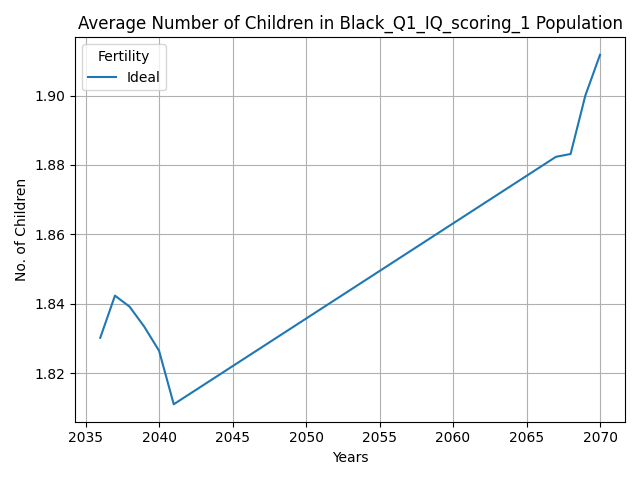 Average Number of Children in Black_Q1_IQ_scoring_1 Population
Fertility
Ideal
No. of Children
1.90
1.88
1.86
1.84
1.82
2035 2040 2045 2050 2055 2060 2065 2070
Years